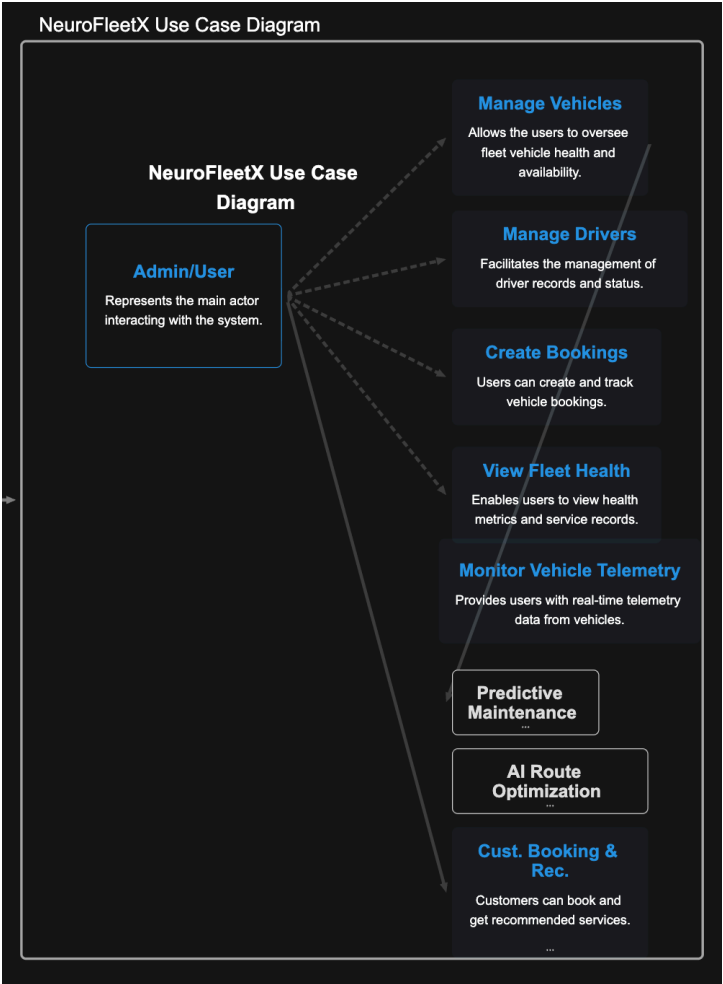 NeuroFleetX Use Case Diagram
NeuroFleetX Use Case
Diagram
Admin/User
Represents the main actor
interacting with the system.
Manage Vehicles
Allows the users to oversee
fleet vehicle health and
availability.
Manage Drivers
Facilitates the management of
driver records and status.
Create Bookings
Users can create and track
vehicle bookings.
View Fleet Health
Enables users to view health
metrics and service records.
Monitor Vehicle Telemetry
Provides users with real-time telemetry
data from vehicles.
Predictive
Maintenance
...
AI Route
Optimization
...
Cust. Booking &
Rec.
Customers can book and
get recommended services.
...